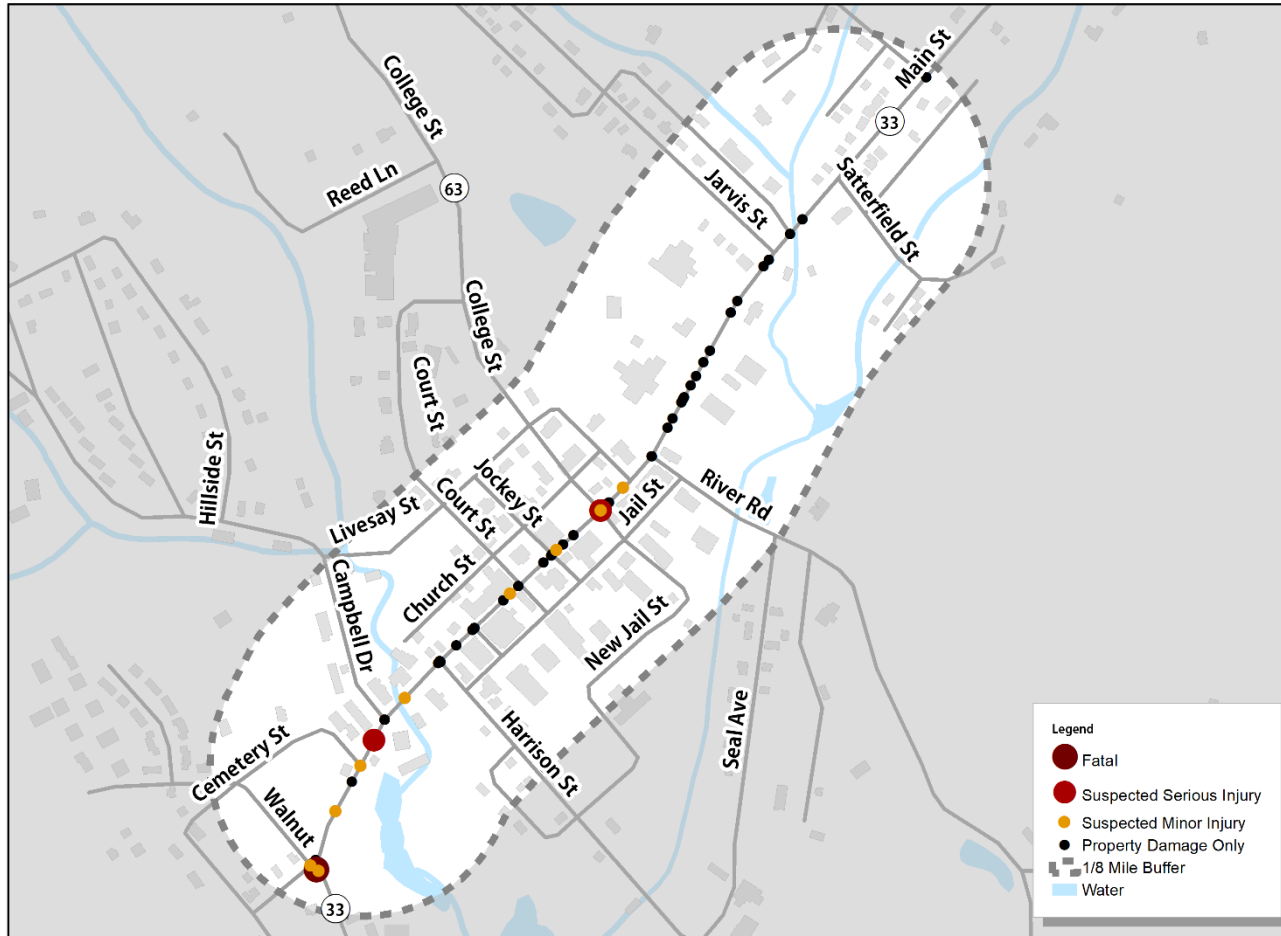 College St
Main St
33
Reed Ln
63
Jarvis St
Satterfield St
College St
Court St
Hillside St
Jockey St
Court St
Livesay St
Jail St
River Rd
Church St
Campbell Dr
New Jail St
Harrison St
Seal Ave
Cemetery St
Walnut
33
Legend
Fatal
Suspected Serious Injury
Suspected Minor Injury
Property Damage Only
1/8 Mile Buffer
Water